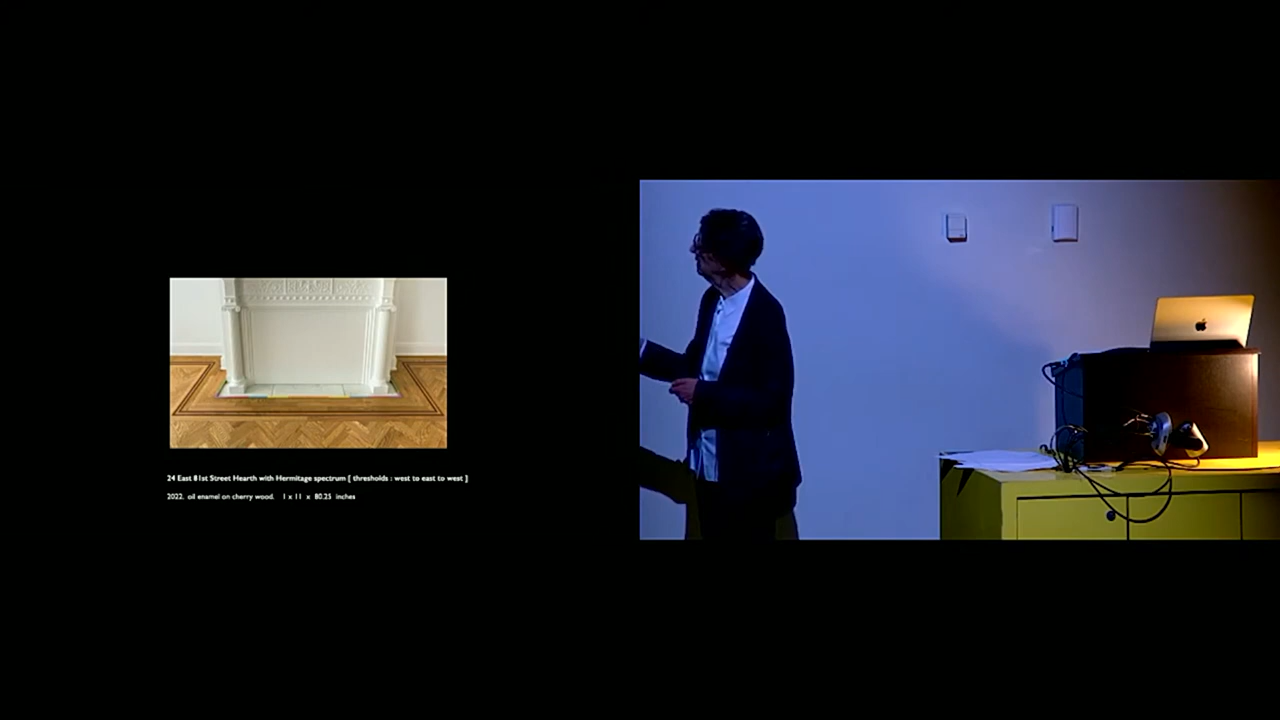 24 East 81st Street Hearth with Hermitage spectrum [ thresholds : west to east to west ]
2022. oil enamel on cherry wood. 1 x 11 x 80.25 inches